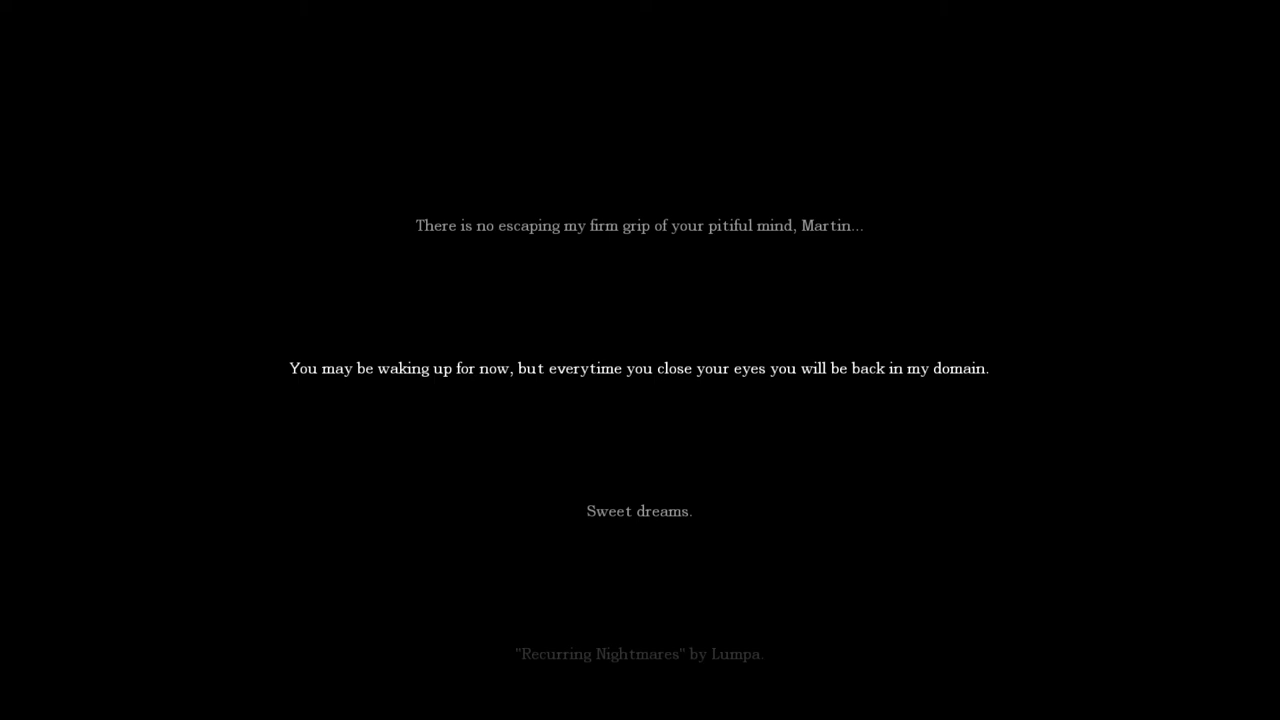 There is no escaping my firm grip of your pitiful mind, Martin...
You may be waking up for now, but everytime you close your eyes you will be back in my domain.
Sweet dreams.
"Recurring Nightmares" by Lumpa.